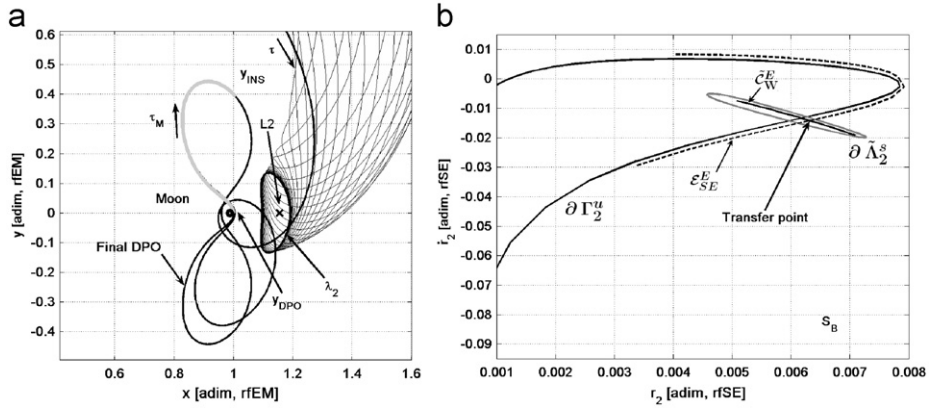 a
y [adim, rfEM]
0.6
0.5
0.4
0.3
0.2
0.1
0
-0.1
-0.2
-0.3
-0.4
τ
y_INS
τ_M
L2
Moon
Final DPO
y_DPO
λ_2
0.6 0.8 1 1.2 1.4 1.6
x [adim, rfEM]
b
ṙ_2 [adim, rfSE]
0.01
0
-0.01
-0.02
-0.03
-0.04
-0.05
-0.06
-0.07
-0.08
-0.09
C̃_W^E
∂ Λ̃_2^s
ε_SE^E
∂ Γ_2^u
Transfer point
S_B
0.001 0.002 0.003 0.004 0.005 0.006 0.007 0.008
r_2 [adim, rfSE]